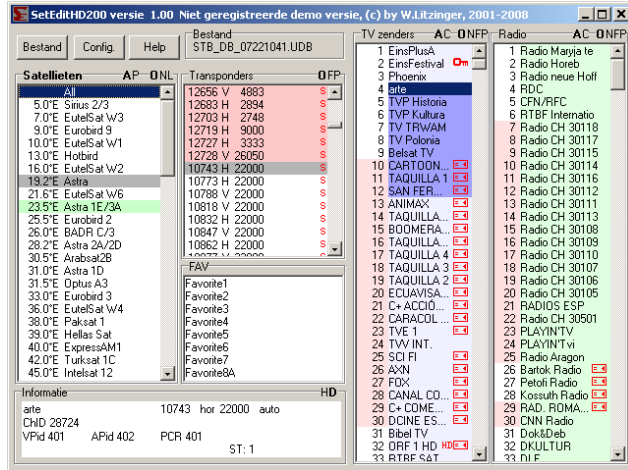 SetEditHD200 versie 1.00 Niet geregistreerde demo versie, (c) by W.Litzinger, 2001-2008
Bestand Config. Help
Bestand
STB_DB_07221041.UDB
Satellieten AP ONL
All
5.0°E Sirius 2/3
7.0°E EutelSat W3
9.0°E Eurobird 9
10.0°E EutelSat W1
13.0°E Hotbird
16.0°E EutelSat W2
19.2°E Astra
21.6°E EutelSat W6
23.5°E Astra 1E/3A
25.5°E Eurobird 2
26.0°E BADR C/3
28.2°E Astra 2A/2D
30.5°E Arabsat2B
31.0°E Astra 1D
31.5°E Optus A3
33.0°E Eurobird 3
36.0°E EutelSat W4
38.0°E Paksat 1
39.0°E Hellas Sat
40.0°E ExpressAM1
42.0°E Turksat 1C
45.0°E Intelsat 12
Transponders OFP
12656 V 4883 S
12683 H 2894 S
12703 H 2748 S
12719 H 9000 S
12727 H 3333 S
12728 V 26050 S
10743 H 22000 S
10773 H 22000 S
10788 V 22000 S
10818 V 22000 S
10832 H 22000 S
10847 V 22000 S
10862 H 22000 S
10877 V 22000 S
FAV
Favorite1
Favorite2
Favorite3
Favorite4
Favorite5
Favorite6
Favorite7
Favorite8A
Informatie HD
arte 10743 hor 22000 auto
ChID 28724
VPid 401 APid 402 PCR 401
ST: 1
TV zenders AC ONFP
1 EinsPlusA
2 EinsFestival
3 Phoenix
4 arte
5 TVP Historia
6 TVP Kultura
7 TV TRWAM
8 TV Polonia
9 Belsat TV
10 CARTOON...
11 TAQUILLA 1
12 SAN FER...
13 ANIMAX
14 TAQUILLA...
15 BOOMERA...
16 TAQUILLA...
17 TAQUILLA 4
18 TAQUILLA 3
19 TAQUILLA 2
20 ECUAVISA...
21 C+ ACCIÓ...
22 CARACOL ...
23 TVE 1
24 TVV INT.
25 SCI FI
26 AXN
27 FOX
28 CANAL CO...
29 C+ COME...
30 DCINE ES...
31 Bibel TV
32 ORF 1 HD HD
33 RTBF SAT
Radio AC ONFP
1 Radio Maryja te
2 Radio Horeb
3 Radio neue Hoff
4 RDC
5 CFN/RFC
6 RTBF Internatio
7 Radio CH 30118
8 Radio CH 30117
9 Radio CH 30115
10 Radio CH 30114
11 Radio CH 30116
12 Radio CH 30112
13 Radio CH 30111
14 Radio CH 30113
15 Radio CH 30108
16 Radio CH 30109
17 Radio CH 30110
18 Radio CH 30107
19 Radio CH 30106
20 Radio CH 30105
21 RADIOS ESP
22 Radio CH 30501
23 PLAYIN'TV
24 PLAYIN'Tvi
25 Radio Aragon
26 Bartok Radio
27 Petofi Radio
28 Kossuth Radio
29 RAD. ROMA...
30 CNN Radio
31 Dok&Deb
32 DKULTUR
33 DLF